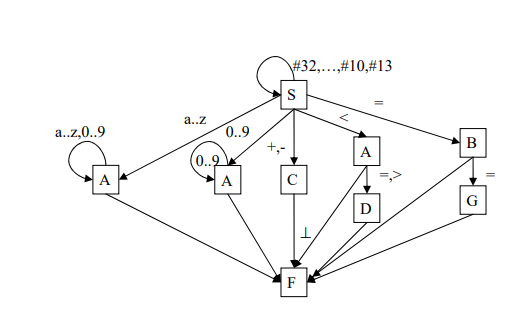 #32,…,#10,#13
S
=
<
a..z
0..9
a..z,0..9
+,-
B
A
0..9
=,>
=
A
A
C
D
G
⊥
F